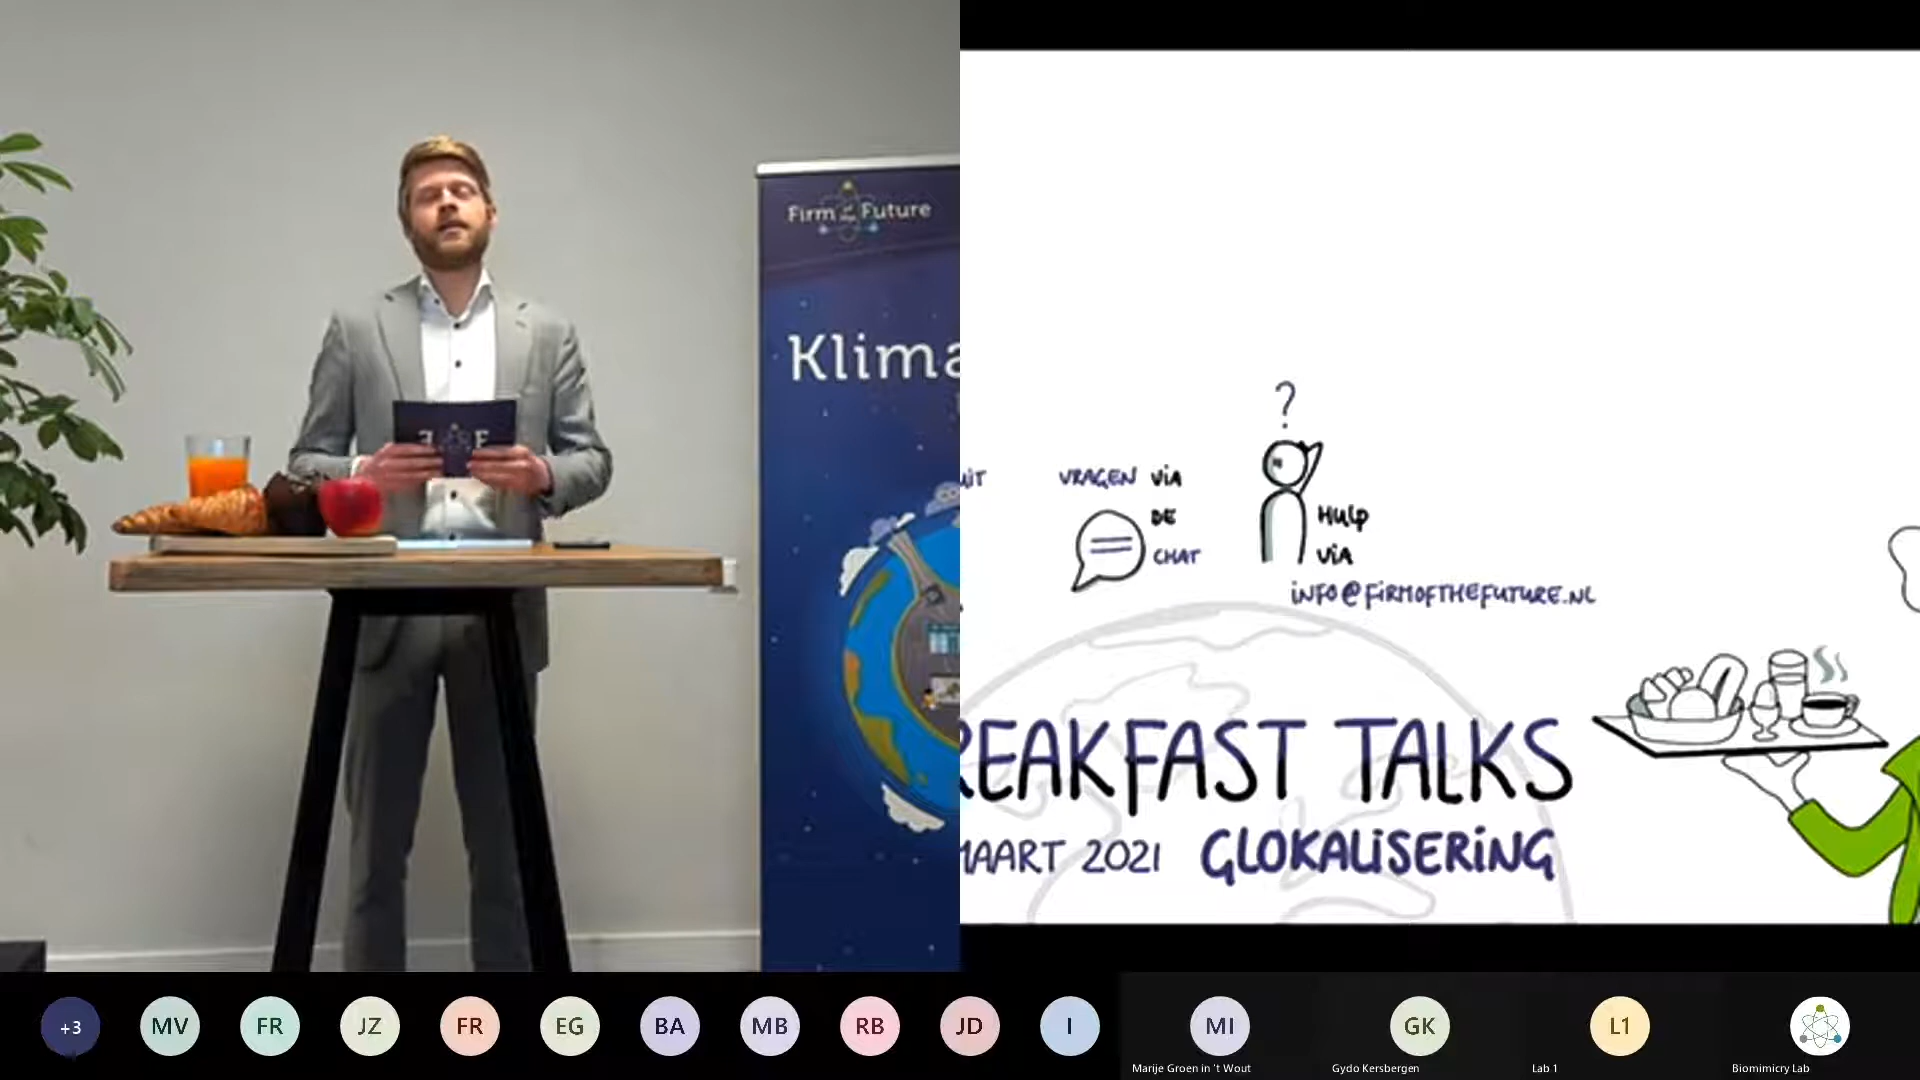 Firm of the Future
Klima
F F
UIT
VRAGEN VIA
DE
CHAT
?
HULP
VIA
INFO@FIRMOFTHEFUTURE.NL
REAKFAST TALKS
MAART 2021 GLOKALISERING
+3
MV
FR
JZ
FR
EG
BA
MB
RB
JD
I
MI
GK
L1
Marije Groen in 't Wout
Gydo Kersbergen
Lab 1
Biomimicry Lab